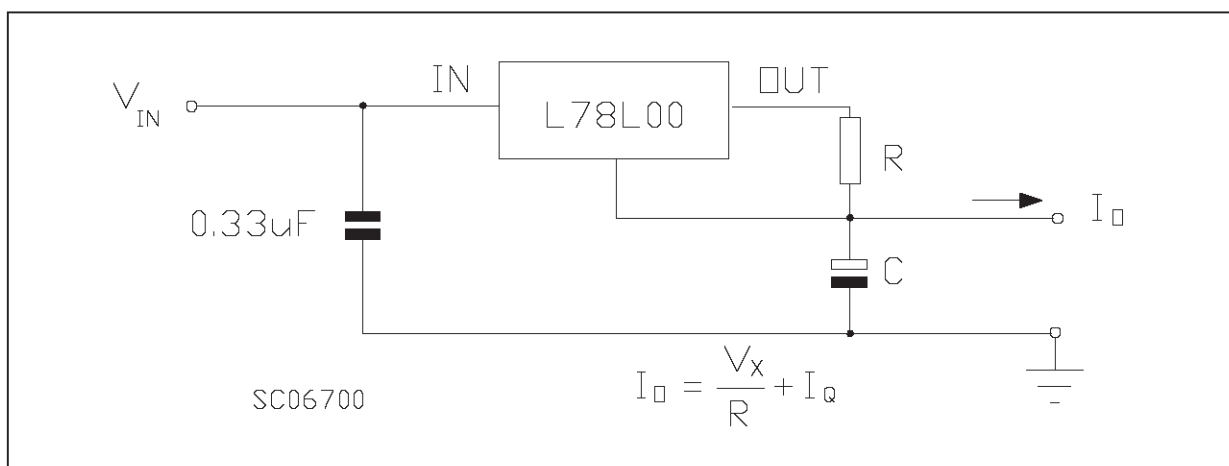 V_IN
IN
L78L00
OUT
R
0.33uF
I_O
C
I_O = V_X/R + I_Q
SC06700